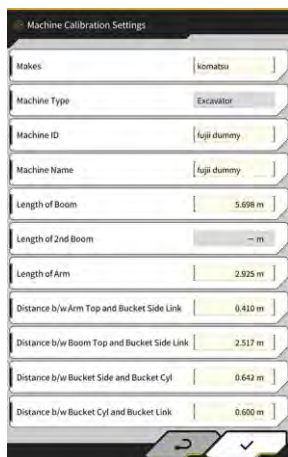 Machine Calibration Settings
Makes komatsu
Machine Type Excavator
Machine ID fujii dummy
Machine Name fujii dummy
Length of Boom 5.698 m
Length of 2nd Boom -- m
Length of Arm 2.925 m
Distance b/w Arm Top and Bucket Side Link 0.410 m
Distance b/w Boom Top and Bucket Side Link 2.517 m
Distance b/w Bucket Side and Bucket Cyl 0.642 m
Distance b/w Bucket Cyl and Bucket Link 0.600 m